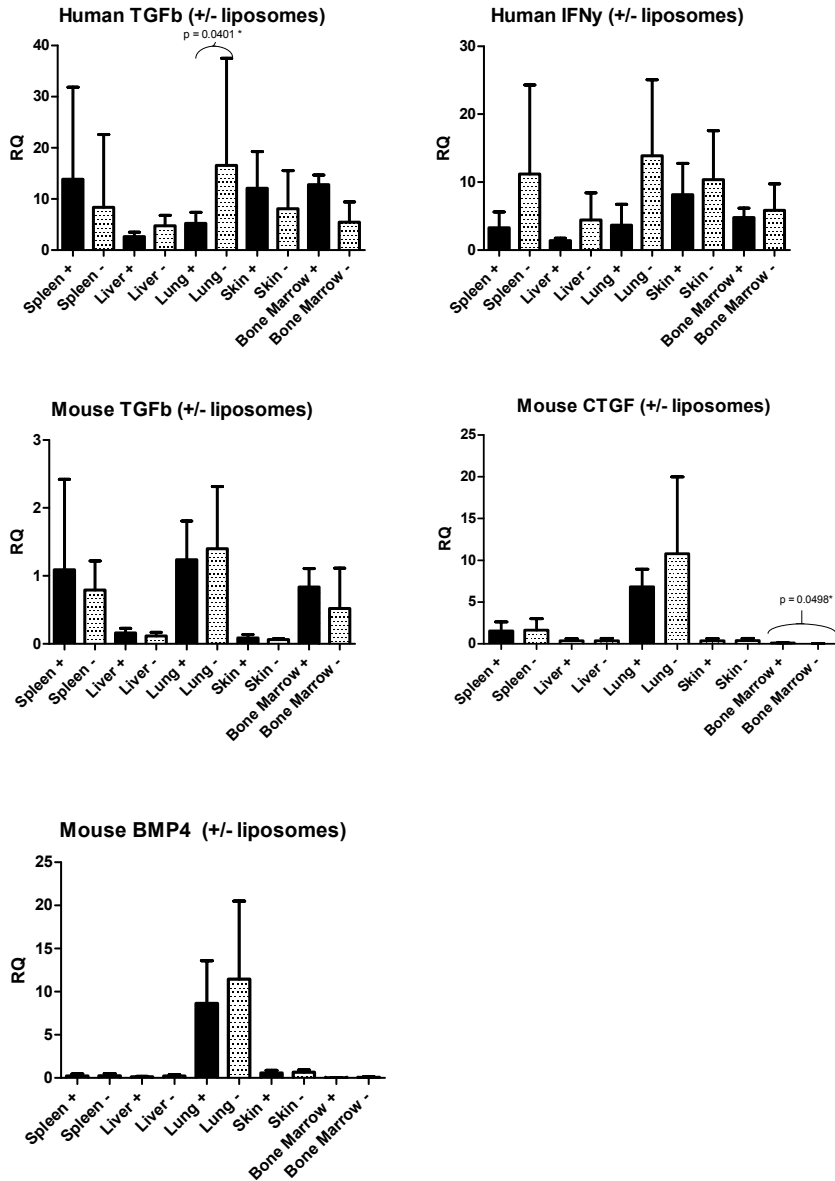 Human TGFb (+/- liposomes)
p = 0.0401 *
40
30
20
10
0
RQ
Spleen +
Spleen -
Liver +
Liver -
Lung +
Lung -
Skin +
Skin -
Bone Marrow +
Bone Marrow -
Human IFNy (+/- liposomes)
30
20
10
0
RQ
Spleen +
Spleen -
Liver +
Liver -
Lung +
Lung -
Skin +
Skin -
Bone Marrow +
Bone Marrow -
Mouse TGFb (+/- liposomes)
3
2
1
0
RQ
Spleen +
Spleen -
Liver +
Liver -
Lung +
Lung -
Skin +
Skin -
Bone Marrow +
Bone Marrow -
Mouse CTGF (+/- liposomes)
25
20
15
10
5
0
RQ
p = 0.0498*
Spleen +
Spleen -
Liver +
Liver -
Lung +
Lung -
Skin +
Skin -
Bone Marrow +
Bone Marrow -
Mouse BMP4 (+/- liposomes)
25
20
15
10
5
0
RQ
Spleen +
Spleen -
Liver +
Liver -
Lung +
Lung -
Skin +
Skin -
Bone Marrow +
Bone Marrow -